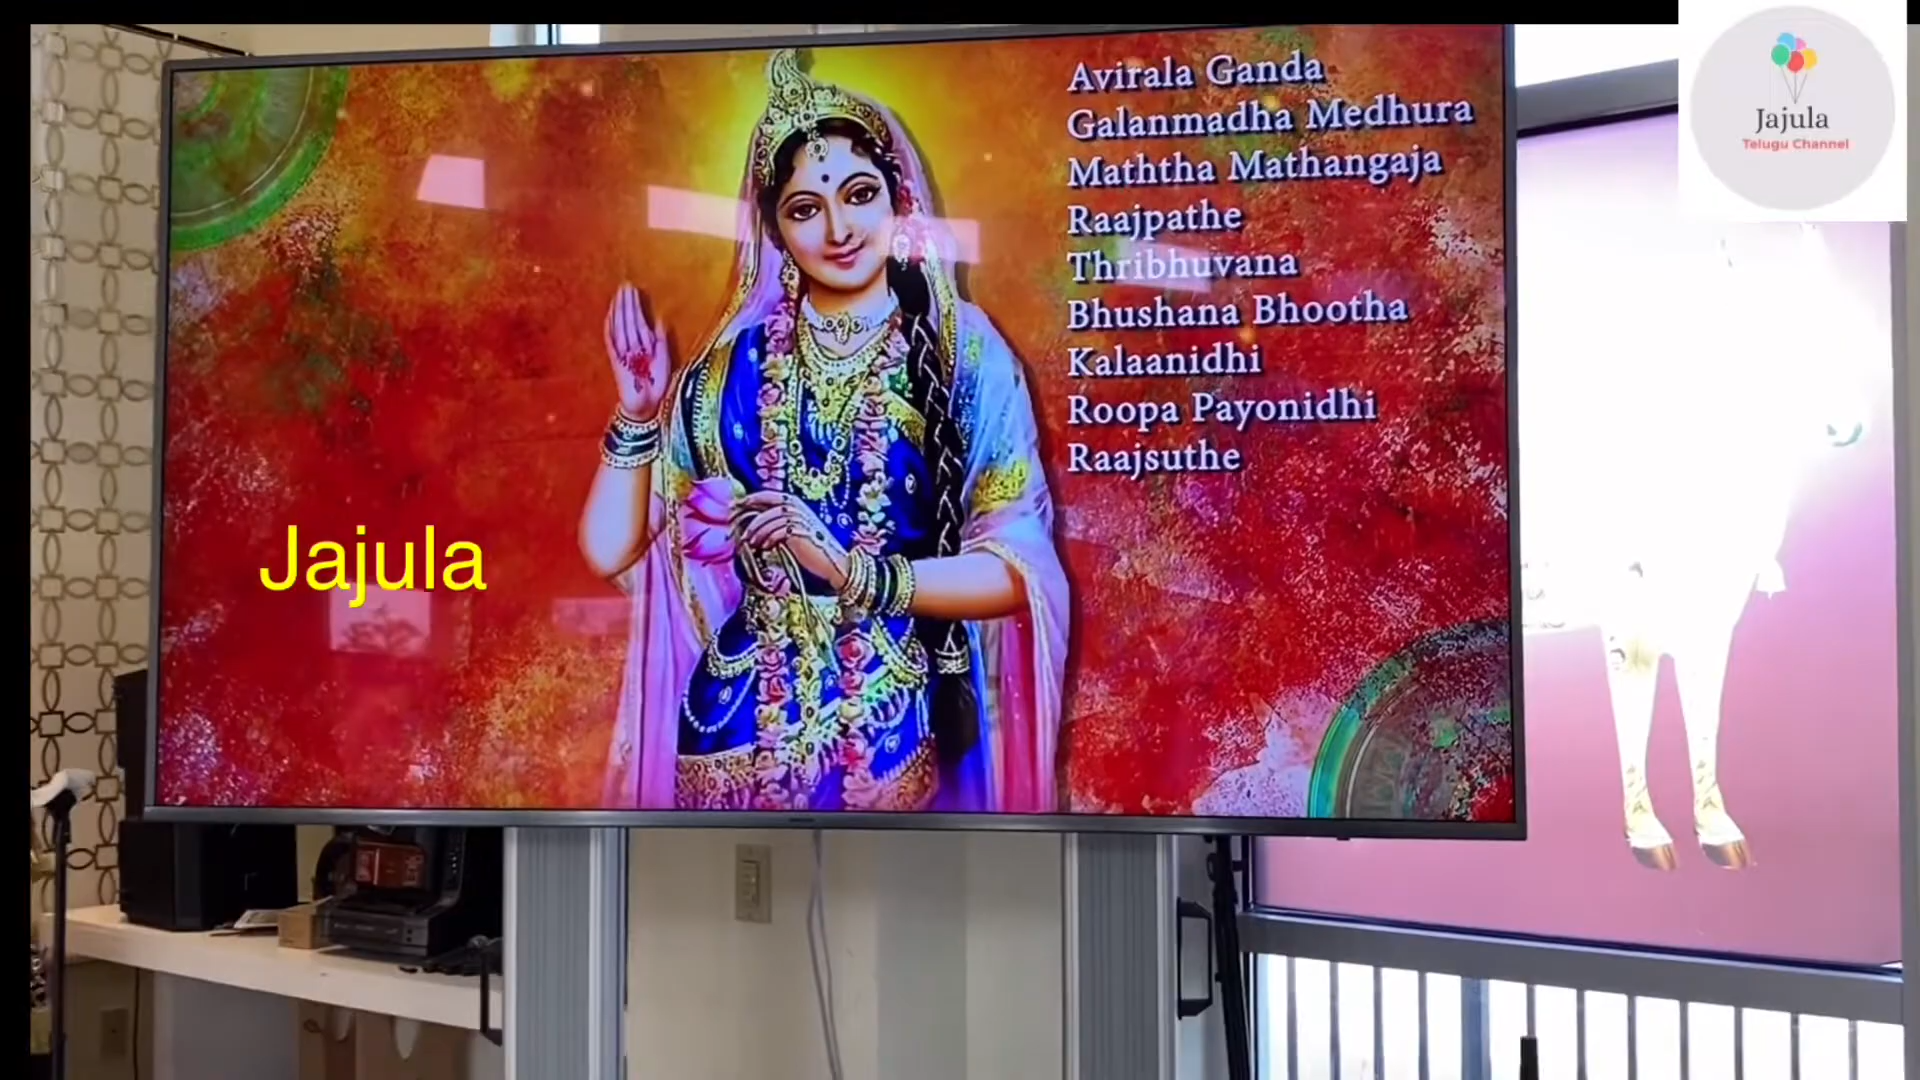 Avirala Ganda
Galanmadha Medhura
Maththa Mathangaja
Raajpathe
Thribhuvana
Bhushana Bhootha
Kalaanidhi
Roopa Payonidhi
Raajsuthe
Jajula
Jajula
Telugu Channel